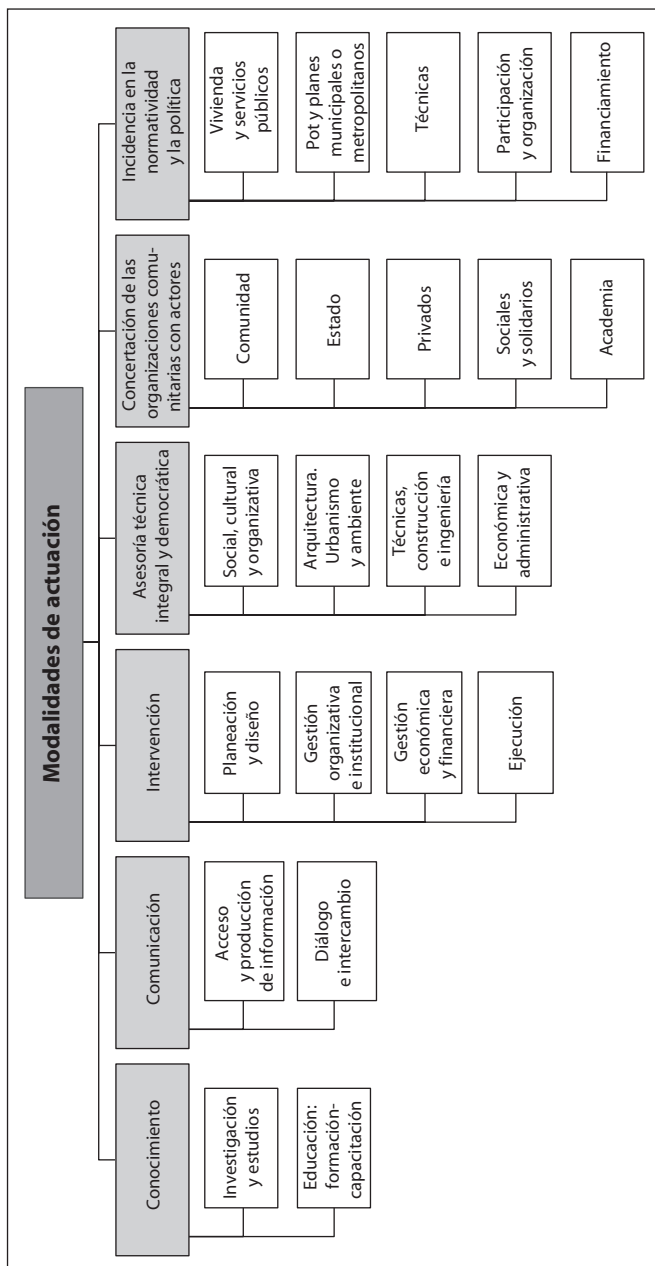 Modalidades de actuación
Conocimiento
Investigación
y estudios
Educación:
formación-
capacitación
Comunicación
Acceso
y producción
de información
Diálogo
e intercambio
Intervención
Planeación
y diseño
Gestión
organizativa
e institucional
Gestión
económica
y financiera
Ejecución
Asesoría técnica
integral y democrática
Social, cultural
y organizativa
Arquitectura.
Urbanismo
y ambiente
Técnicas,
construcción
e ingeniería
Económica y
administrativa
Concertación de las
organizaciones comu-
nitarias con actores
Comunidad
Estado
Privados
Sociales
y solidarios
Academia
Incidencia en la
normatividad
y la política
Vivienda
y servicios
públicos
Pot y planes
municipales o
metropolitanos
Técnicas
Participación
y organización
Financiamiento